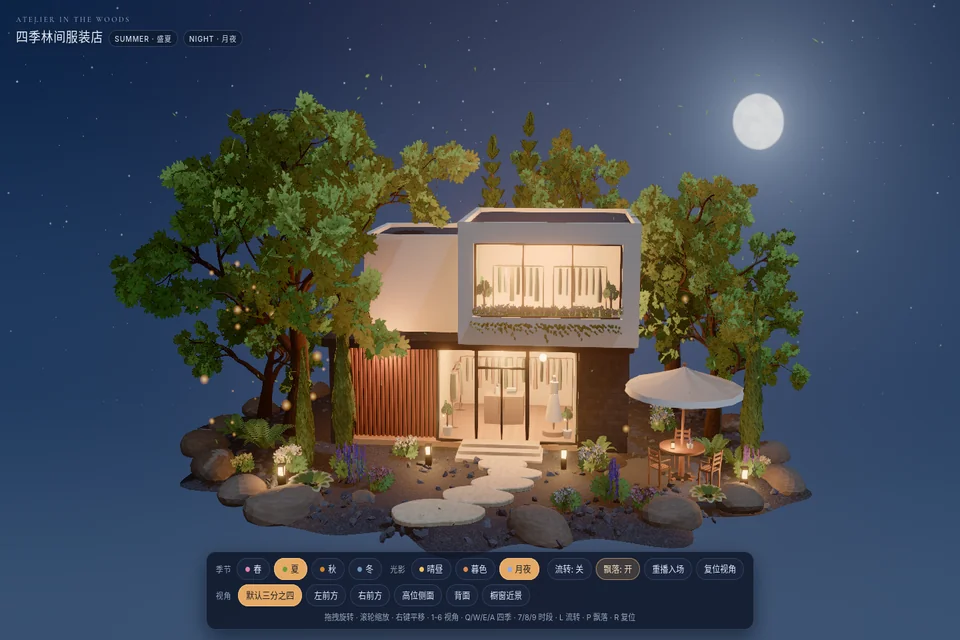 ATELIER IN THE WOODS
四季林间服装店 SUMMER · 盛夏 NIGHT · 月夜
季节 春 夏 秋 冬 光影 晴昼 暮色 月夜 流转: 关 飘落: 开 重播入场 复位视角
视角 默认三分之四 左前方 右前方 高位侧面 背面 橱窗近景
拖拽旋转 · 滚轮缩放 · 右键平移 · 1-6 视角 · Q/W/E/A 四季 · 7/8/9 时段 · L 流转 · P 飘落 · R 复位